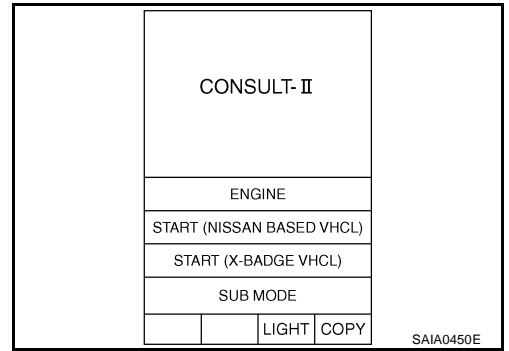 CONSULT-II
ENGINE
START (NISSAN BASED VHCL)
START (X-BADGE VHCL)
SUB MODE
LIGHT COPY
SAIA0450E